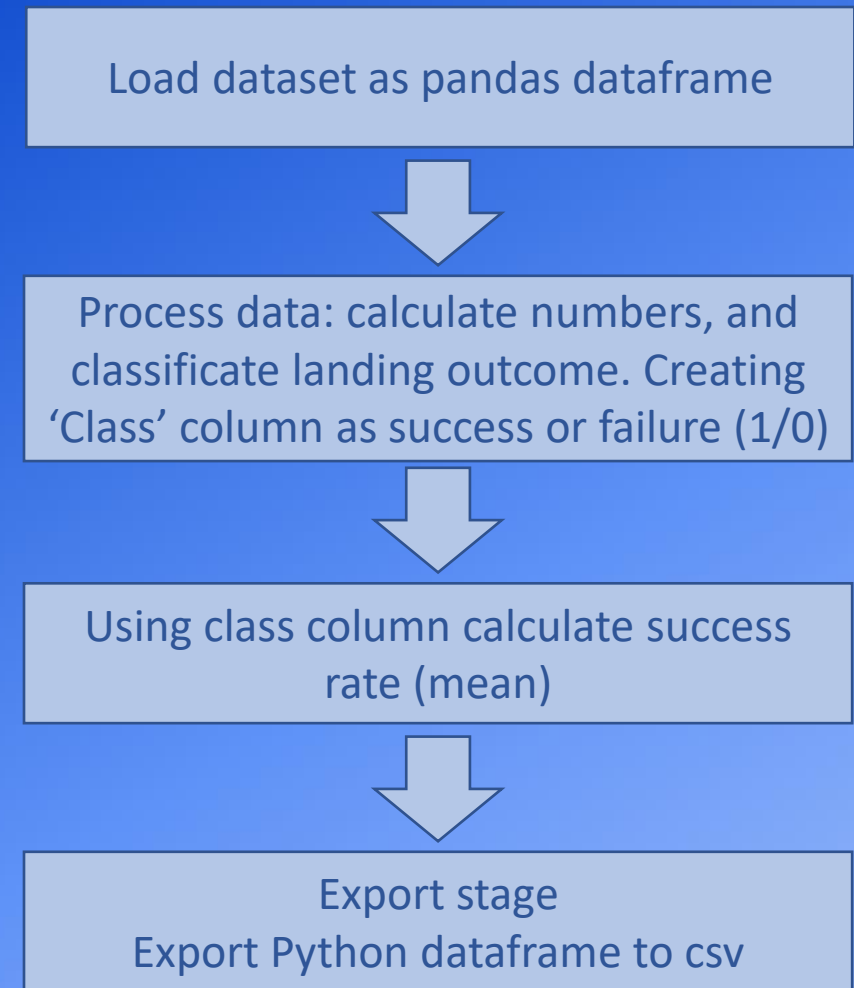 Load dataset as pandas dataframe
Process data: calculate numbers, and
classificate landing outcome. Creating
‘Class’ column as success or failure (1/0)
Using class column calculate success
rate (mean)
Export stage
Export Python dataframe to csv